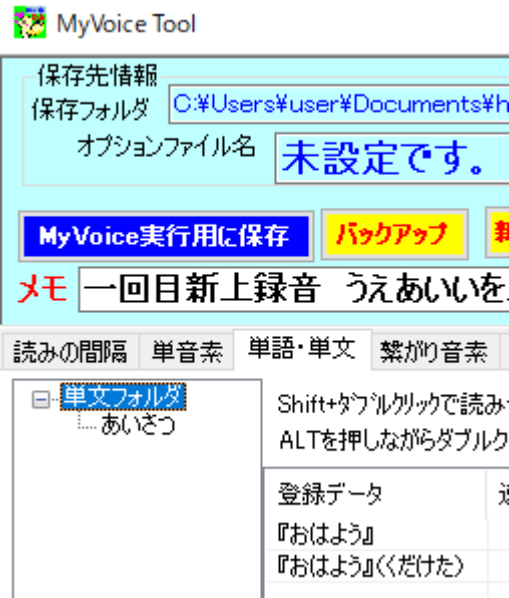 MyVoice Tool
保存先情報
保存フォルダ C:¥Users¥user¥Documents¥h
オプションファイル名 未設定です。
MyVoice実行用に保存 バックアップ 新
メモ 一回目新上録音 うえあいいを
読みの間隔 単音素 単語・単文 繋がり音素
単文フォルダ
あいさつ
Shift+ダブルクリックで読み
ALTを押しながらダブルク
登録データ
『おはよう』
『おはよう』(くだけた)